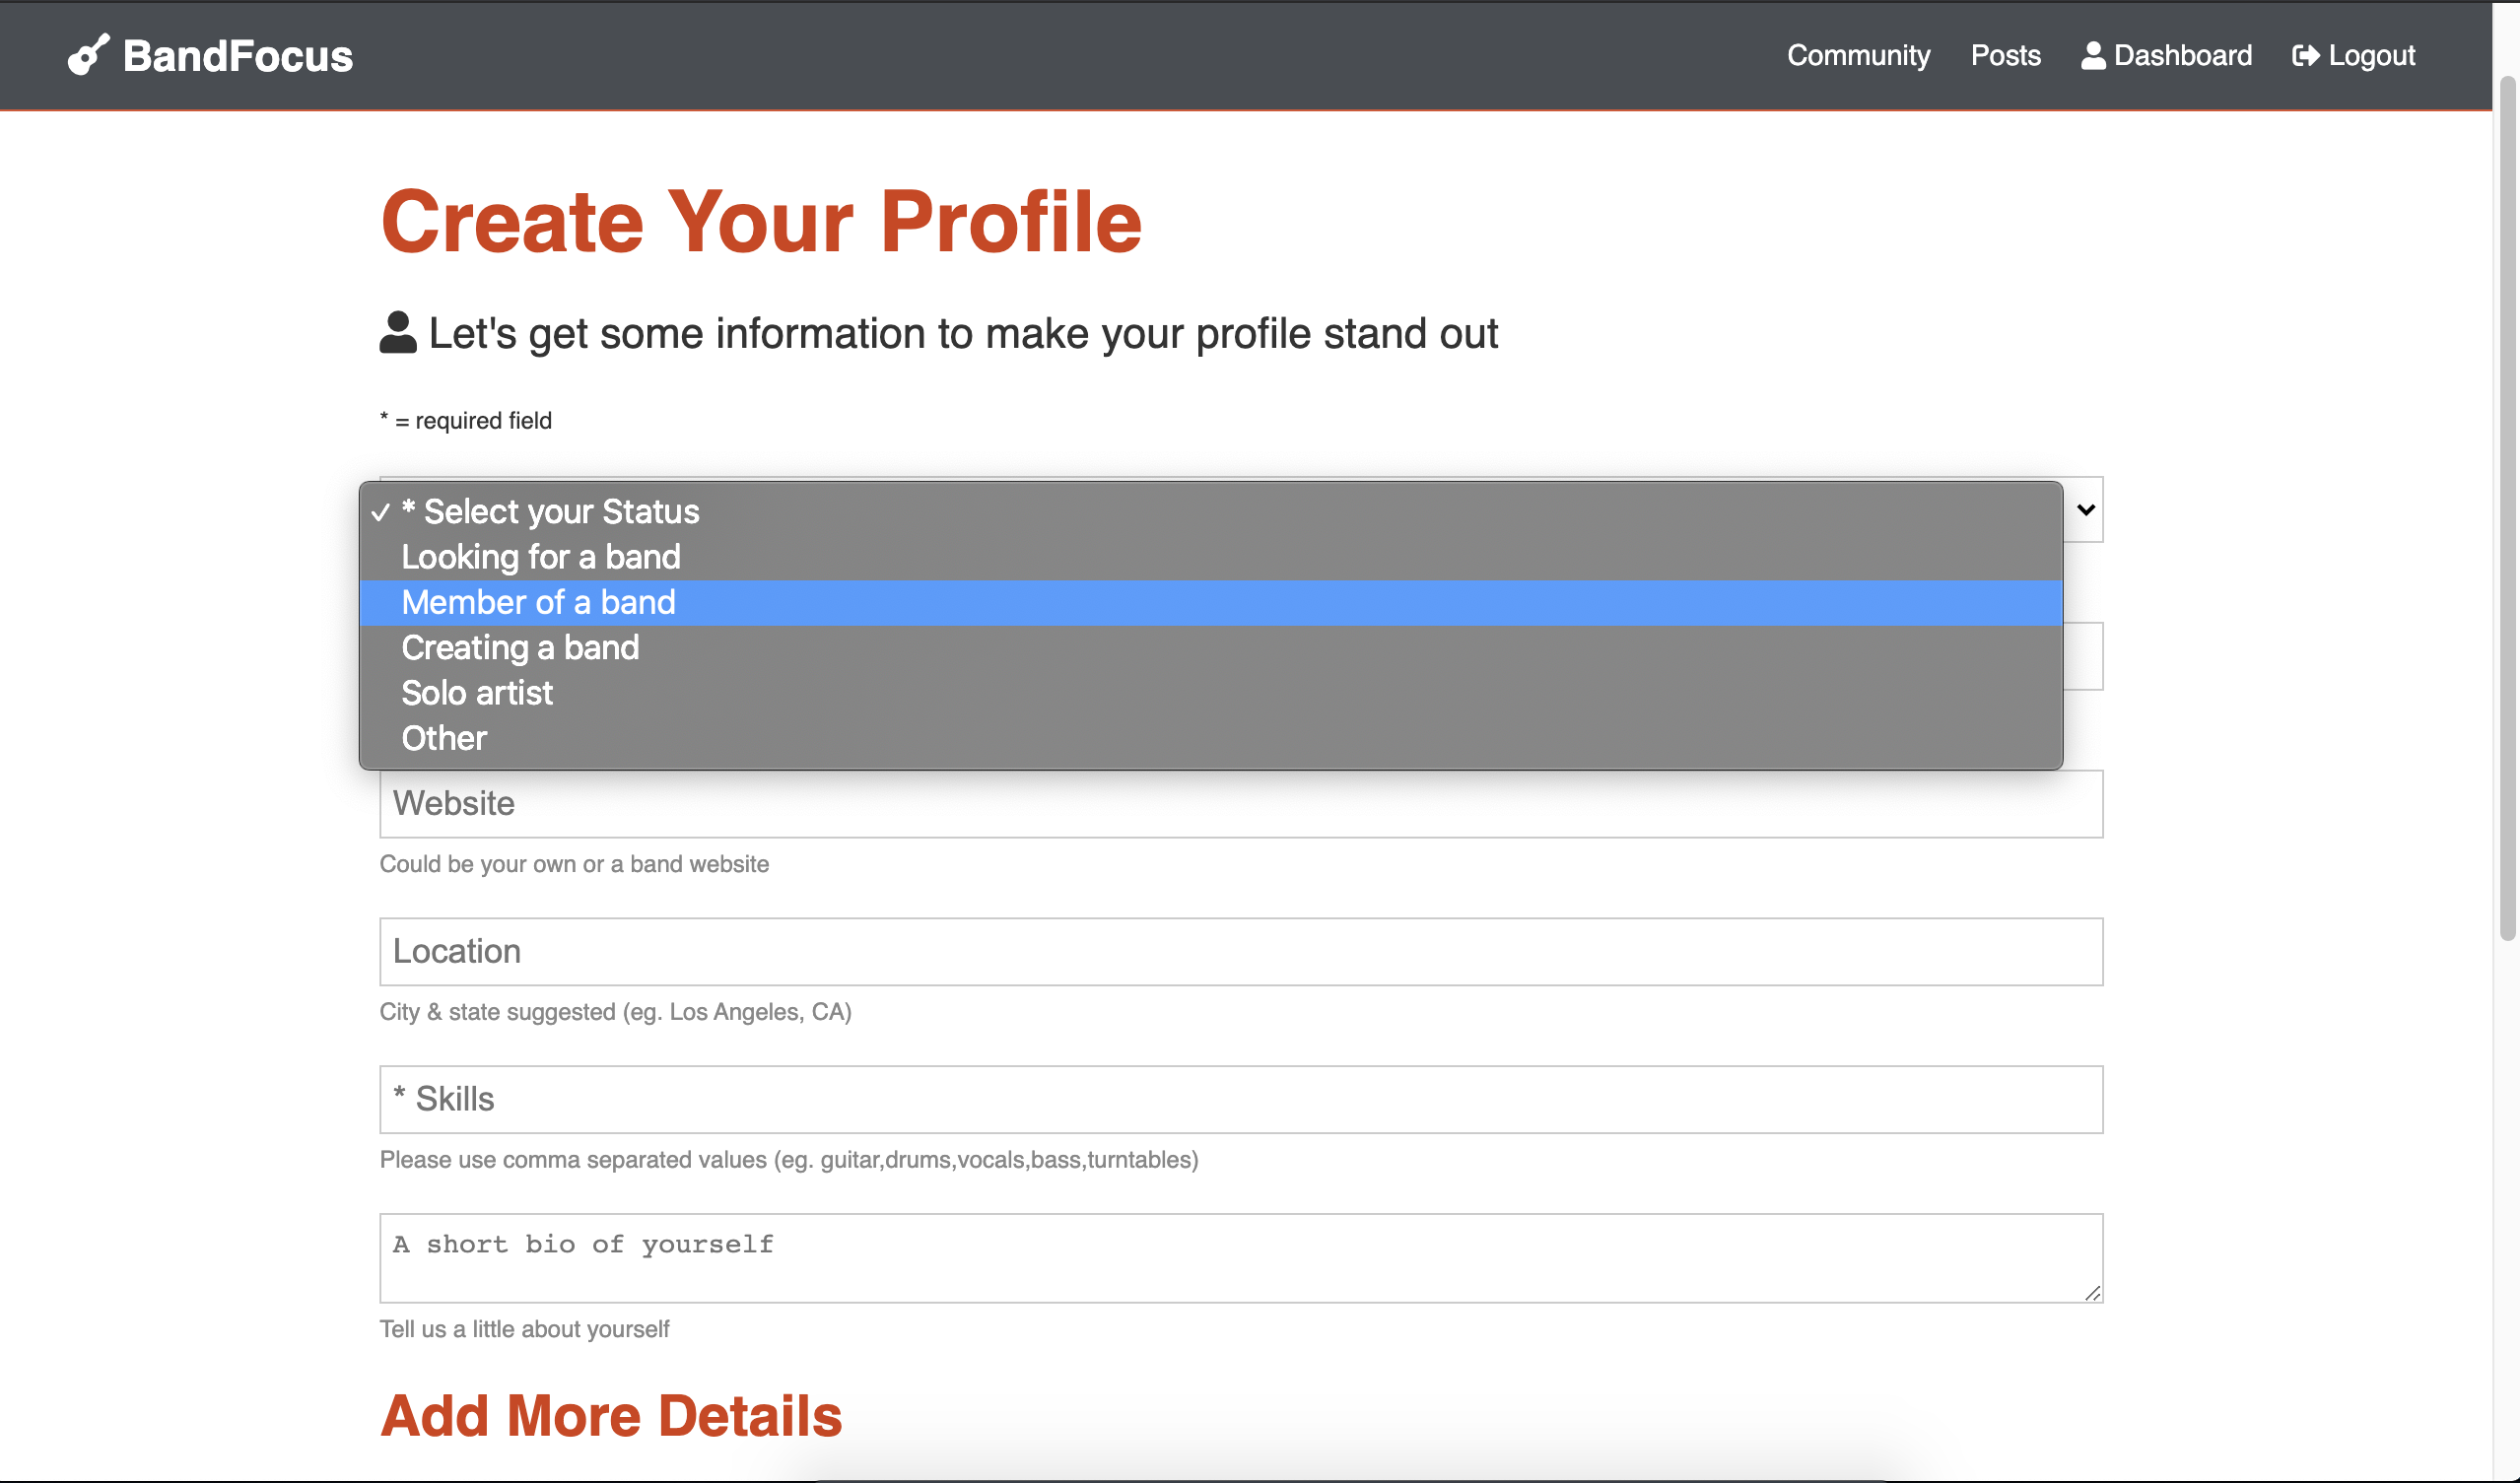 BandFocus
Community Posts Dashboard Logout
Create Your Profile
Let's get some information to make your profile stand out
* = required field
✓ * Select your Status
Looking for a band
Member of a band
Creating a band
Solo artist
Other
Website
Could be your own or a band website
Location
City & state suggested (eg. Los Angeles, CA)
* Skills
Please use comma separated values (eg. guitar,drums,vocals,bass,turntables)
A short bio of yourself
Tell us a little about yourself
Add More Details